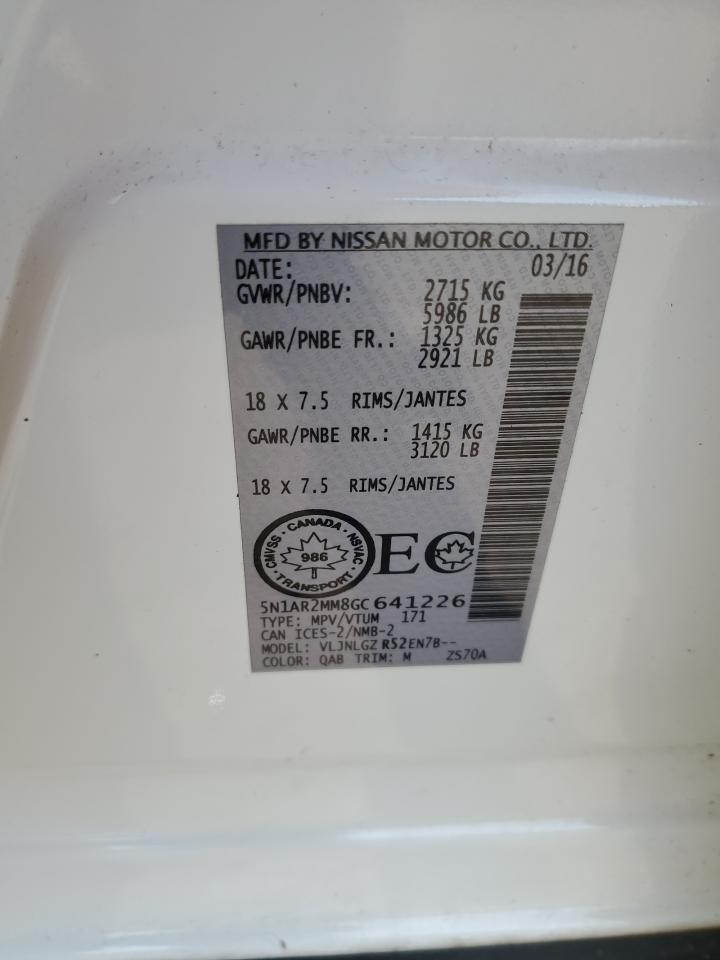 MFD BY NISSAN MOTOR CO., LTD.
DATE: 03/16
GVWR/PNBV: 2715 KG
5986 LB
GAWR/PNBE FR.: 1325 KG
2921 LB
18 X 7.5 RIMS/JANTES
GAWR/PNBE RR.: 1415 KG
3120 LB
18 X 7.5 RIMS/JANTES
CMVSS · CANADA · NSVAC
986
TRANSPORT
EC
5N1AR2MM8GC641226
TYPE: MPV/VTUM 171
CAN ICES-2/NMB-2
MODEL: VLJNLGZ R52EN7B--
COLOR: QAB TRIM: M ZS70A